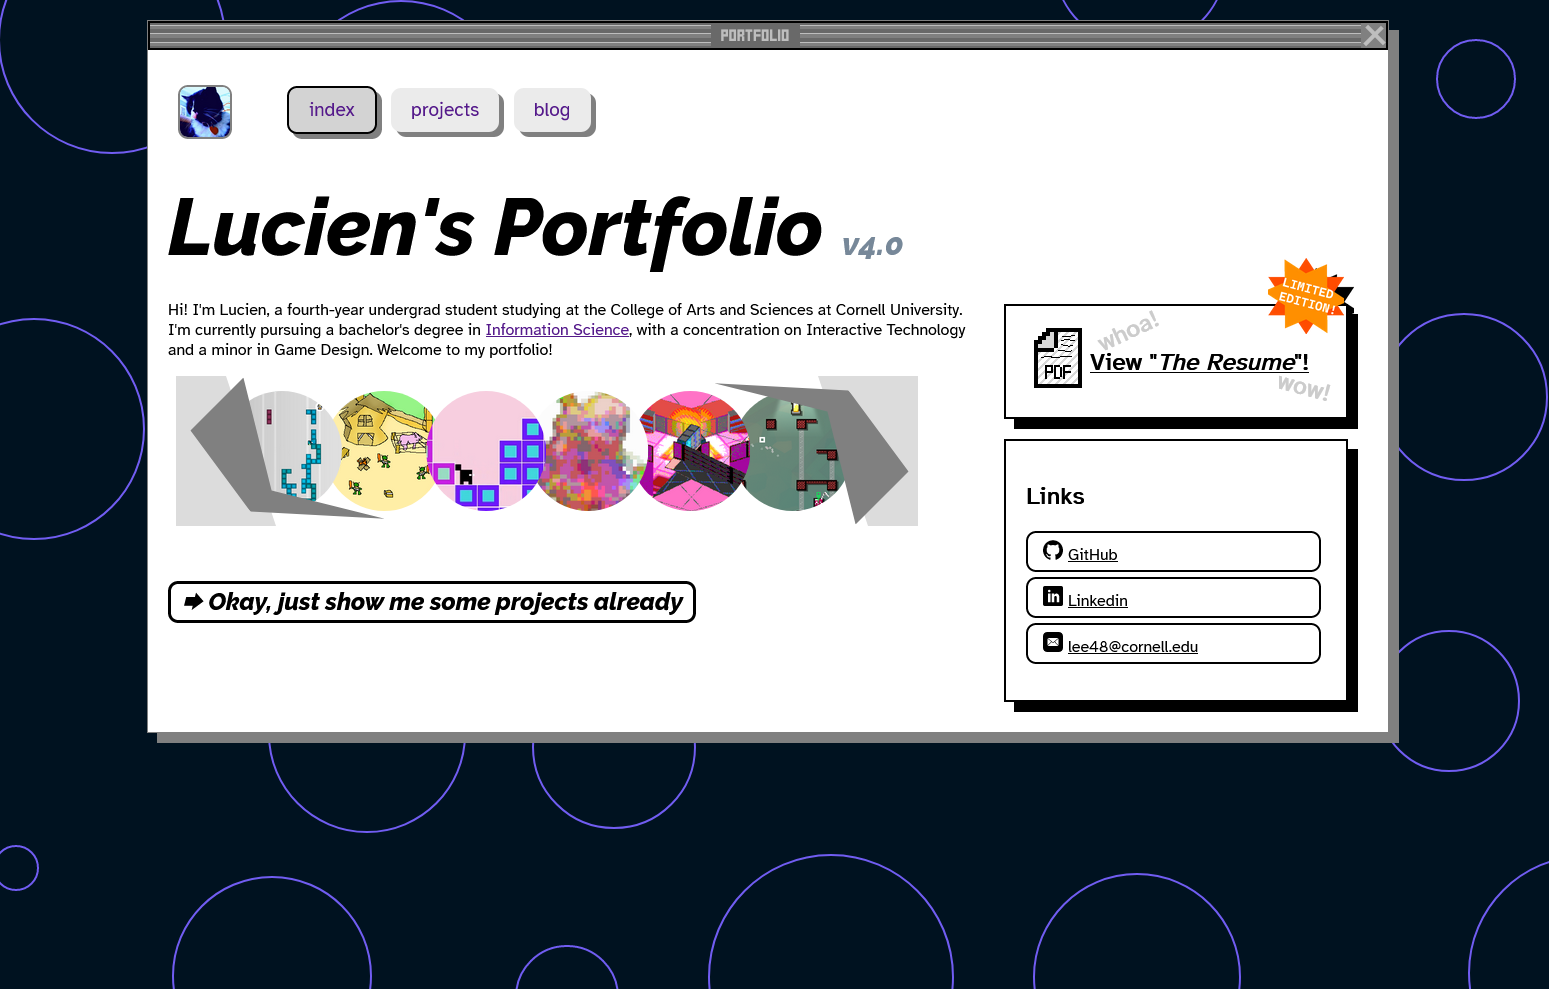 PORTFOLIO
index
projects
blog
Lucien's Portfolio v4.0
Hi! I'm Lucien, a fourth-year undergrad student studying at the College of Arts and Sciences at Cornell University.
I'm currently pursuing a bachelor's degree in Information Science, with a concentration on Interactive Technology
and a minor in Game Design. Welcome to my portfolio!
➡ Okay, just show me some projects already
LIMITED
EDITION!
whoa!
PDF
View "The Resume"!
wow!
Links
GitHub
Linkedin
lee48@cornell.edu